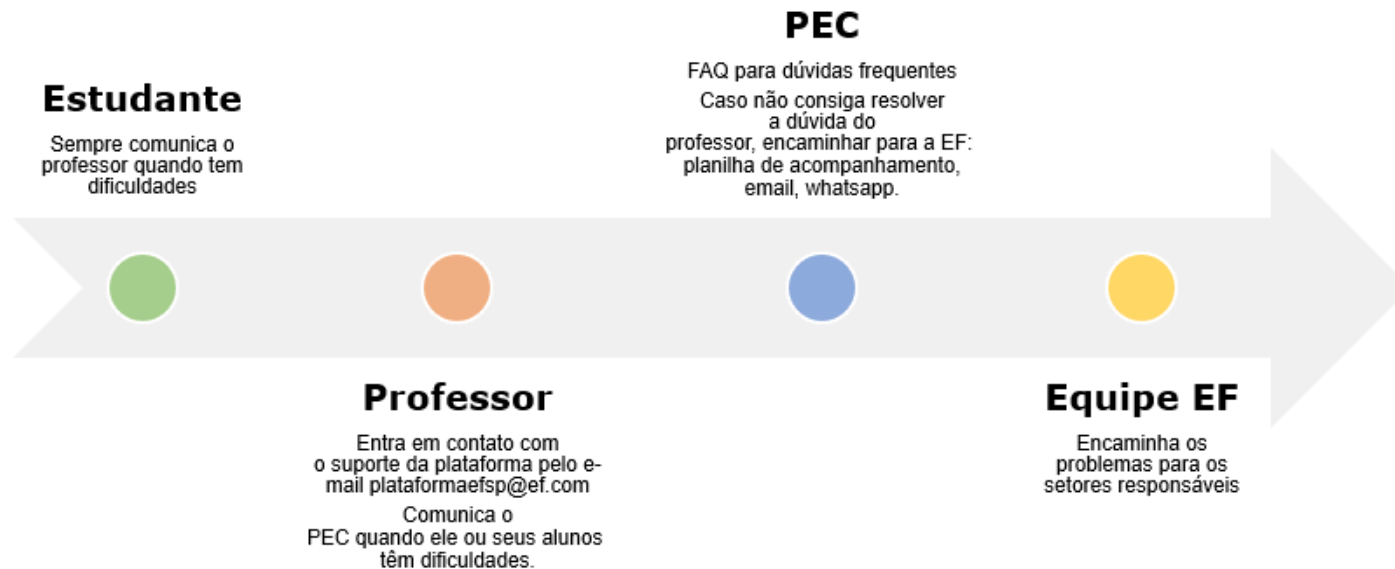 Estudante
Sempre comunica o
professor quando tem
dificuldades
Professor
Entra em contato com
o suporte da plataforma pelo e-
mail plataformaefsp@ef.com
Comunica o
PEC quando ele ou seus alunos
têm dificuldades.
PEC
FAQ para dúvidas frequentes
Caso não consiga resolver
a dúvida do
professor, encaminhar para a EF:
planilha de acompanhamento,
email, whatsapp.
Equipe EF
Encaminha os
problemas para os
setores responsáveis